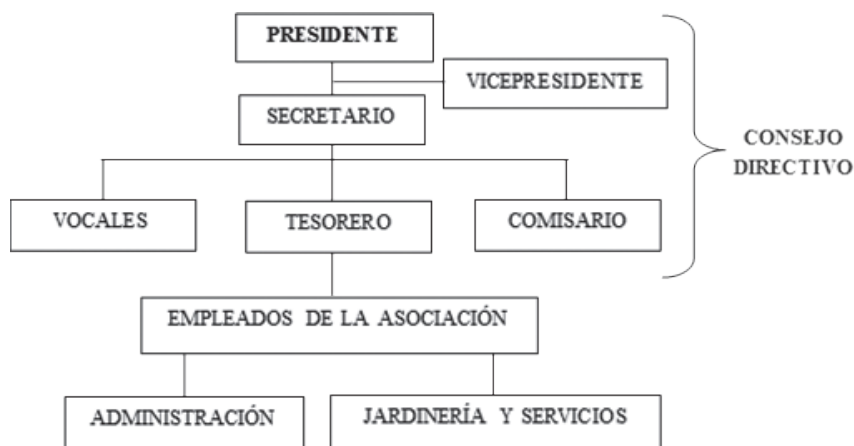 PRESIDENTE
VICEPRESIDENTE
SECRETARIO
CONSEJO
DIRECTIVO
VOCALES
TESORERO
COMISARIO
EMPLEADOS DE LA ASOCIACIÓN
ADMINISTRACIÓN
JARDINERÍA Y SERVICIOS